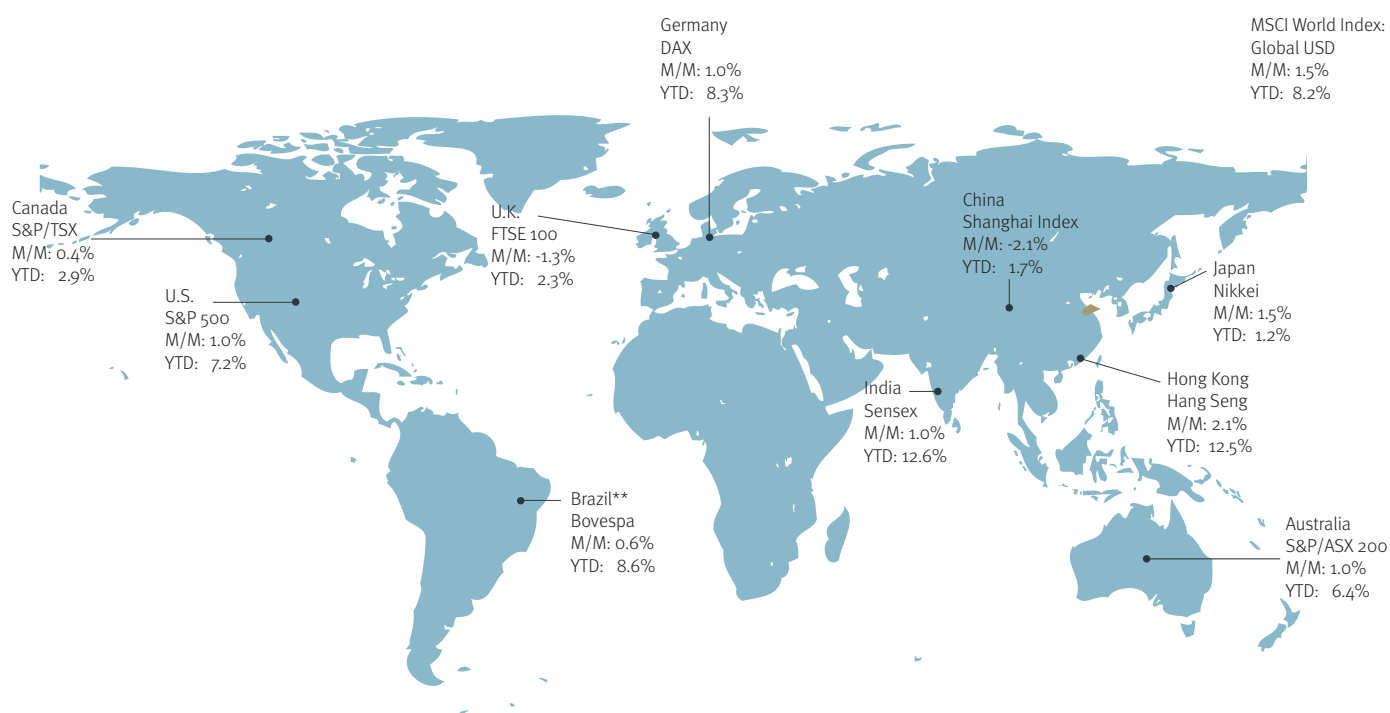 Germany
DAX
M/M: 1.0%
YTD: 8.3%
MSCI World Index:
Global USD
M/M: 1.5%
YTD: 8.2%
Canada
S&P/TSX
M/M: 0.4%
YTD: 2.9%
U.K.
FTSE 100
M/M: -1.3%
YTD: 2.3%
China
Shanghai Index
M/M: -2.1%
YTD: 1.7%
Japan
Nikkei
M/M: 1.5%
YTD: 1.2%
U.S.
S&P 500
M/M: 1.0%
YTD: 7.2%
India
Sensex
M/M: 1.0%
YTD: 12.6%
Hong Kong
Hang Seng
M/M: 2.1%
YTD: 12.5%
Brazil**
Bovespa
M/M: 0.6%
YTD: 8.6%
Australia
S&P/ASX 200
M/M: 1.0%
YTD: 6.4%